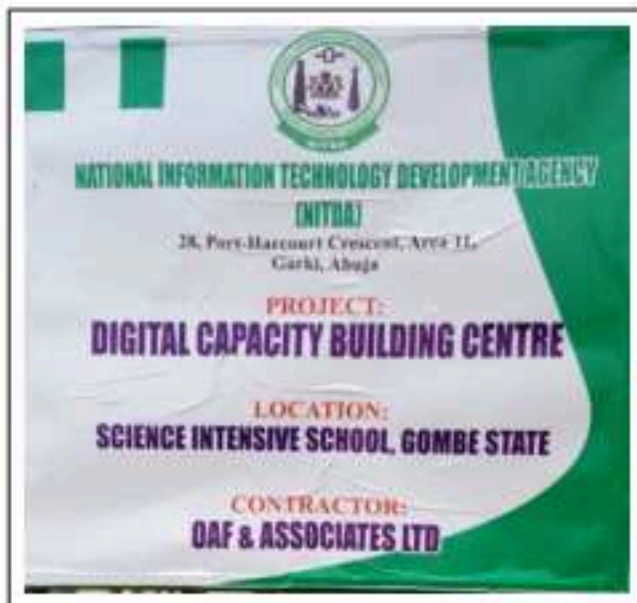 NATIONAL INFORMATION TECHNOLOGY DEVELOPMENT AGENCY
(NITDA)
28, Port-Harcourt Crescent, Area 11,
Garki, Abuja
PROJECT:
DIGITAL CAPACITY BUILDING CENTRE
LOCATION:
SCIENCE INTENSIVE SCHOOL, GOMBE STATE
CONTRACTOR:
OAF & ASSOCIATES LTD